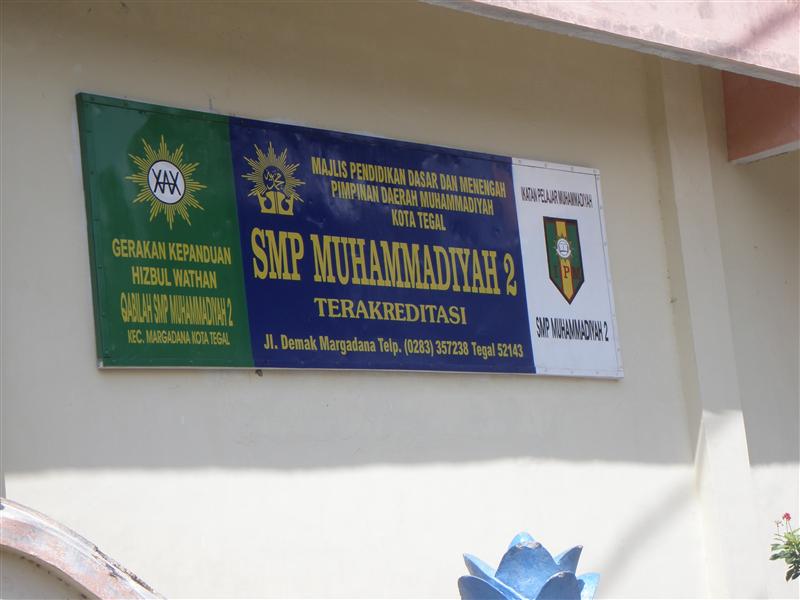 GERAKAN KEPANDUAN
HIZBUL WATHAN
QABILAH SMP MUHAMMADIYAH 2
KEC. MARGADANA KOTA TEGAL
MAJLIS PENDIDIKAN DASAR DAN MENENGAH
PIMPINAN DAERAH MUHAMMADIYAH
KOTA TEGAL
SMP MUHAMMADIYAH 2
TERAKREDITASI
Jl. Demak Margadana Telp. (0283) 357238 Tegal 52143
IKATAN PELAJAR MUHAMMADIYAH
IPM
SMP MUHAMMADIYAH 2